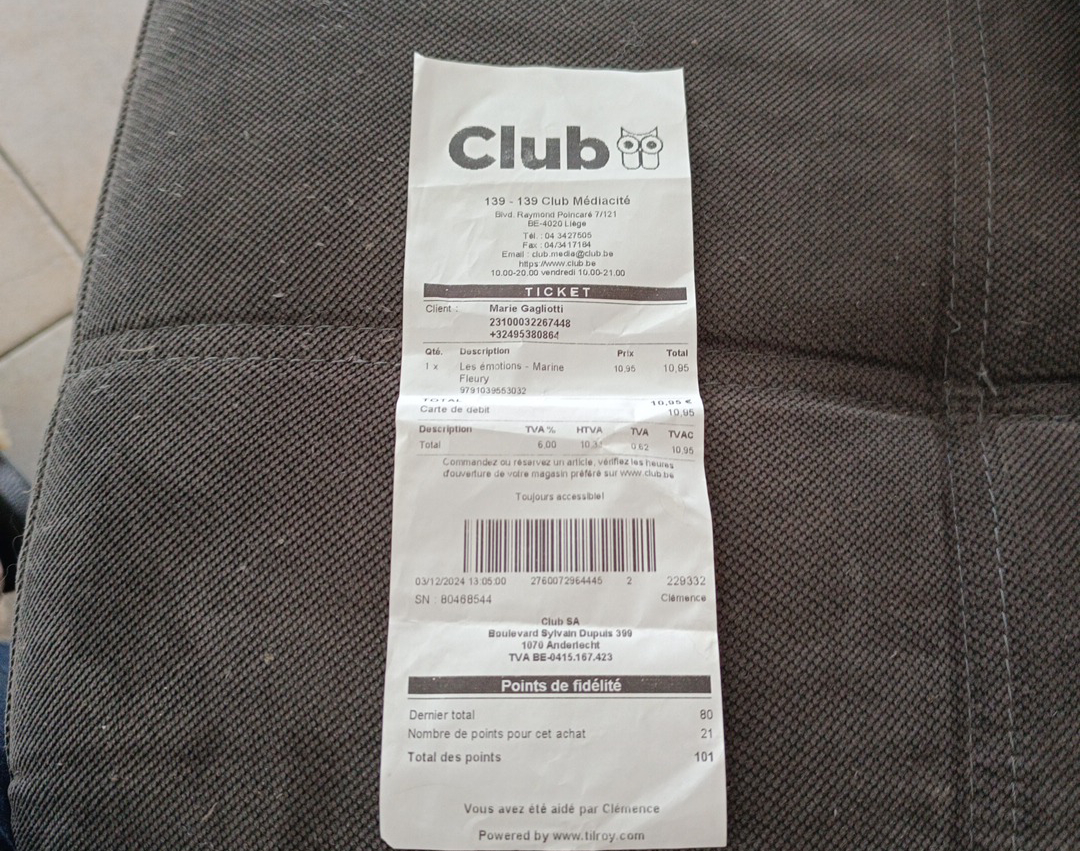 Club
139 - 139 Club Médiacité
Blvd. Raymond Poincaré 7/121
BE-4020 Liège
Tél. : 04 3427505
Fax : 04/3417164
Email : club.media@club.be
https://www.club.be
10.00-20.00 vendredi 10.00-21.00
TICKET
Client : Marie Gagliotti
23100032267448
+32495380864
Qté. Description Prix Total
1 x Les émotions - Marine 10,95 10,95
Fleury
9791039553032
TOTAL 10,95 €
Carte de debit 10,95
Description TVA % HTVA TVA TVAC
Total 6,00 10,33 0,62 10,95
Commandez ou réservez un article, vérifiez les heures
d'ouverture de votre magasin préféré sur www.club.be
Toujours accessible!
03/12/2024 13:05:00 2760072964445 2 229332
SN : 80468544 Clémence
Club SA
Boulevard Sylvain Dupuis 399
1070 Anderlecht
TVA BE-0415.167.423
Points de fidélité
Dernier total 80
Nombre de points pour cet achat 21
Total des points 101
Vous avez été aidé par Clémence
Powered by www.tilroy.com